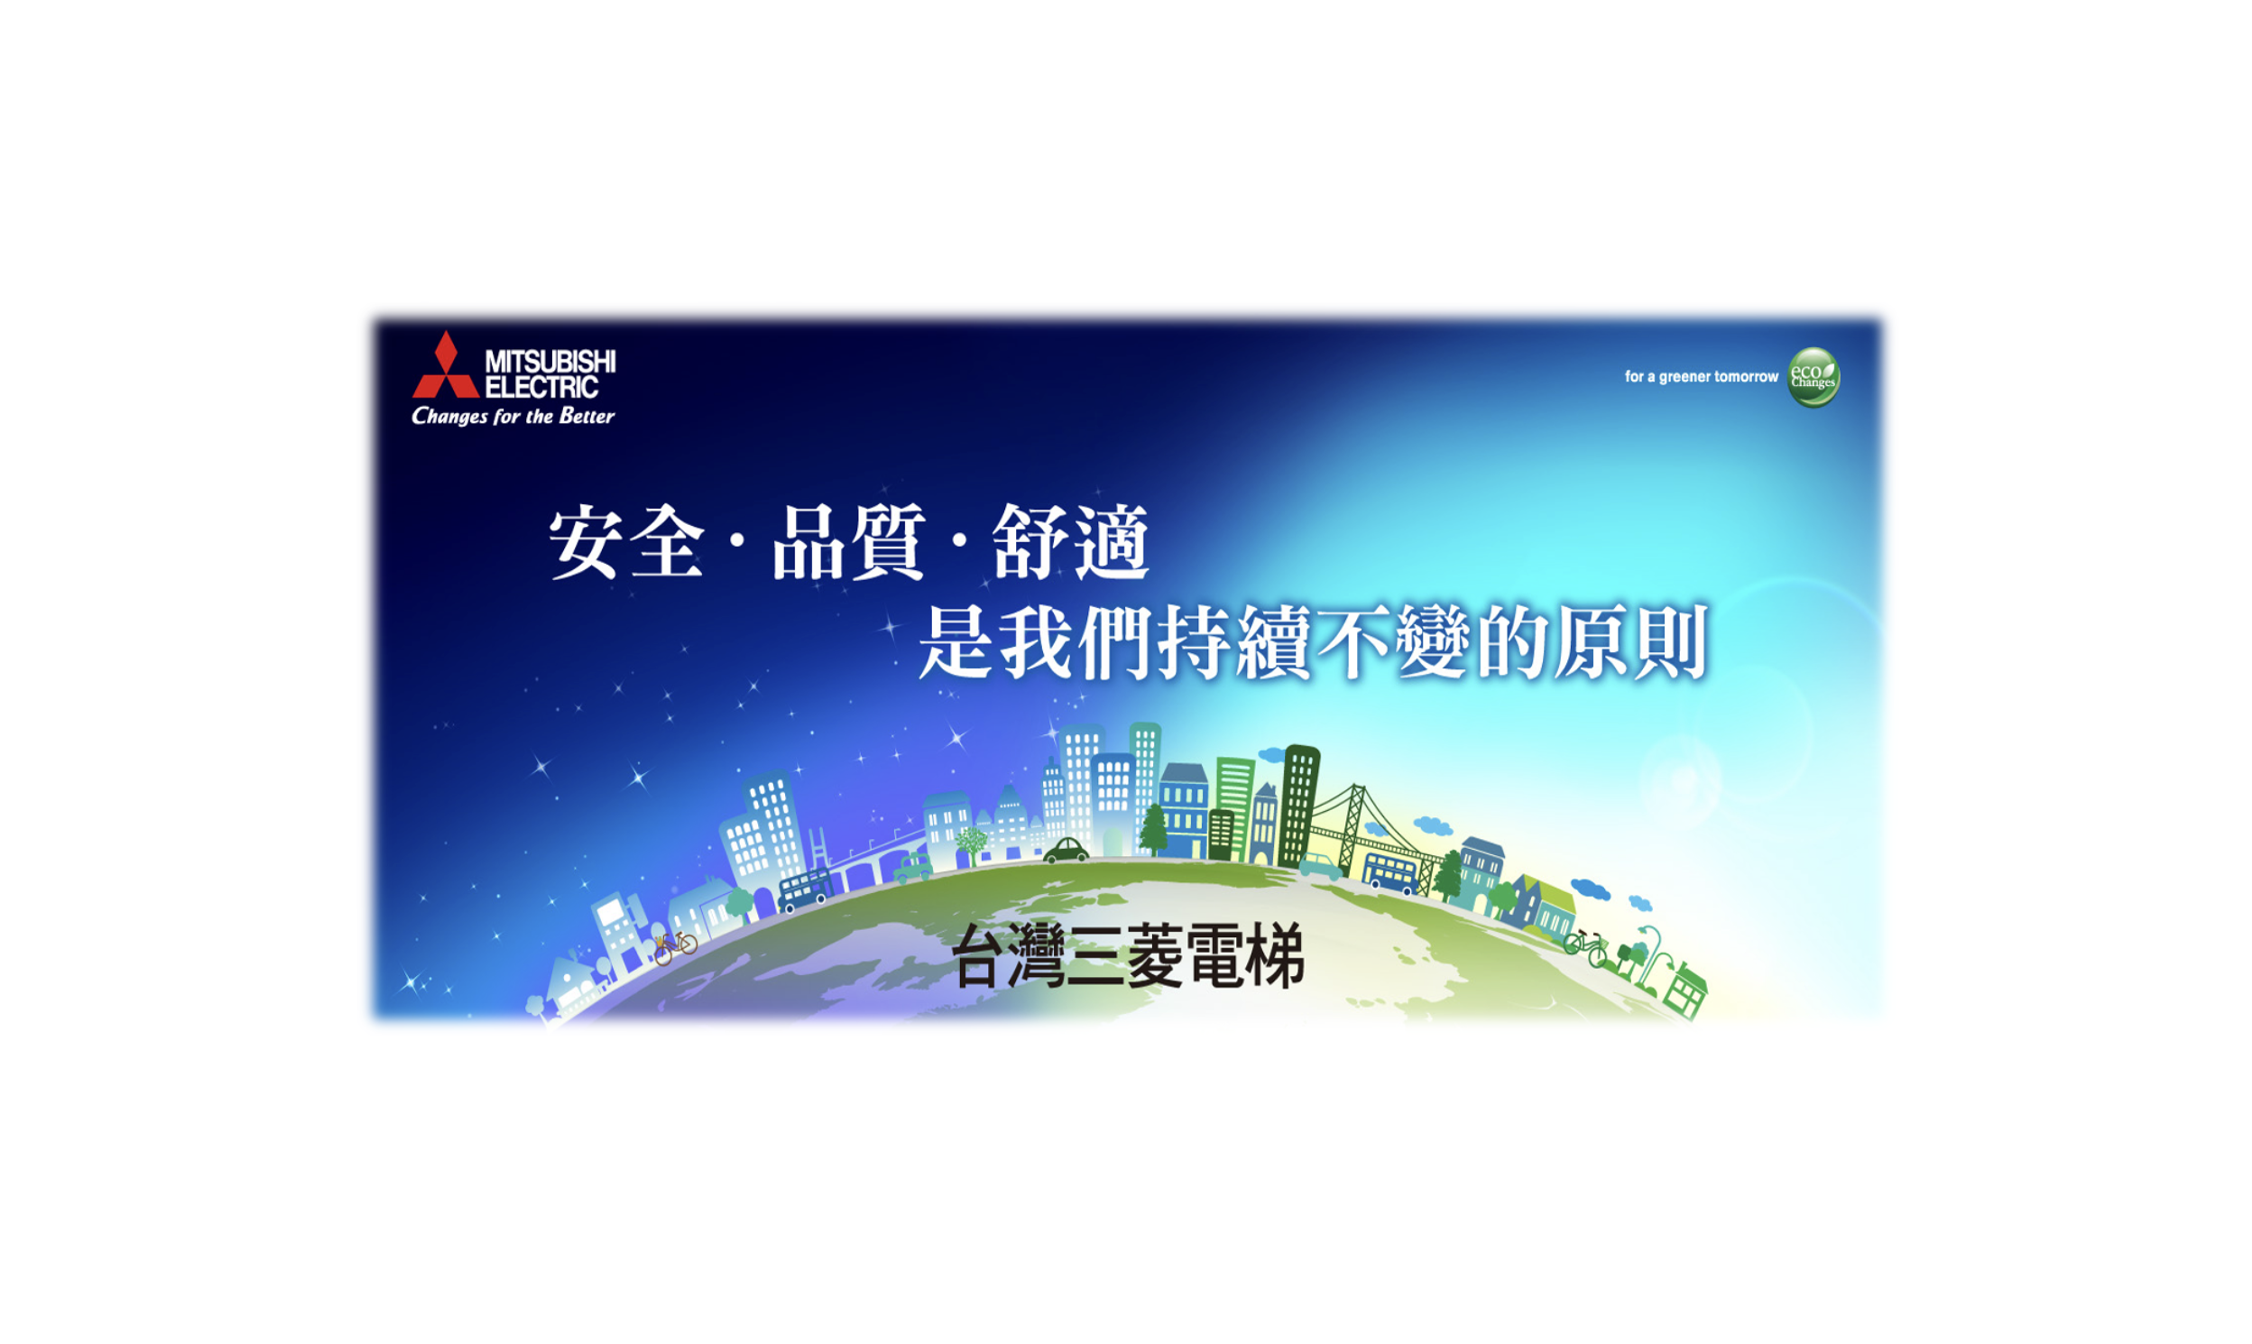 MITSUBISHI
ELECTRIC
Changes for the Better
for a greener tomorrow
eco
Changes
安全·品質·舒適
是我們持續不變的原則
台灣三菱電梯